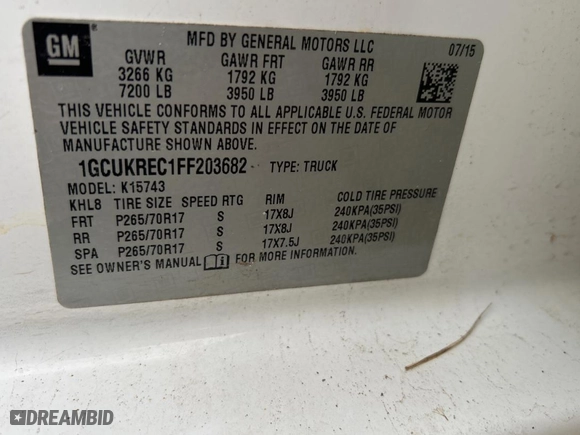 GM
MFD BY GENERAL MOTORS LLC 07/15
GVWR GAWR FRT GAWR RR
3266 KG 1792 KG 1792 KG
7200 LB 3950 LB 3950 LB
THIS VEHICLE CONFORMS TO ALL APPLICABLE U.S. FEDERAL MOTOR
VEHICLE SAFETY STANDARDS IN EFFECT ON THE DATE OF
MANUFACTURE SHOWN ABOVE.
1GCUKREC1FF203682 TYPE: TRUCK
MODEL: K15743
KHL8 TIRE SIZE SPEED RTG RIM COLD TIRE PRESSURE
FRT P265/70R17 S 17X8J 240KPA(35PSI)
RR P265/70R17 S 17X8J 240KPA(35PSI)
SPA P265/70R17 S 17X7.5J 240KPA(35PSI)
SEE OWNER'S MANUAL FOR MORE INFORMATION.
DREAMBID